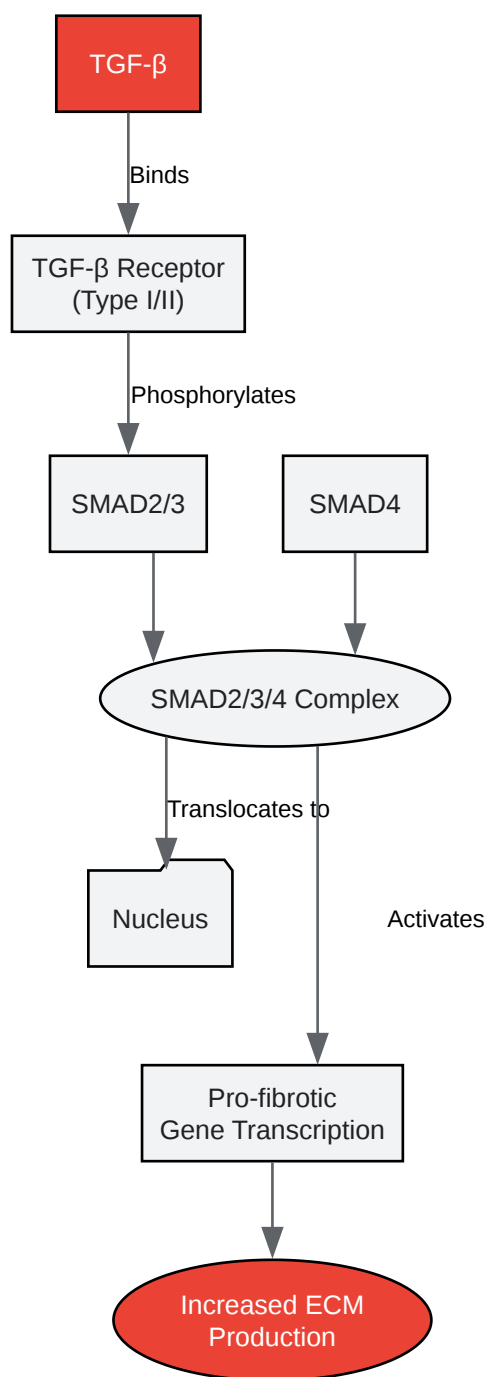 TGF-β
Binds
TGF-β Receptor
(Type I/II)
Phosphorylates
SMAD2/3
SMAD4
SMAD2/3/4 Complex
Translocates to
Nucleus
Activates
Pro-fibrotic
Gene Transcription
Increased ECM
Production